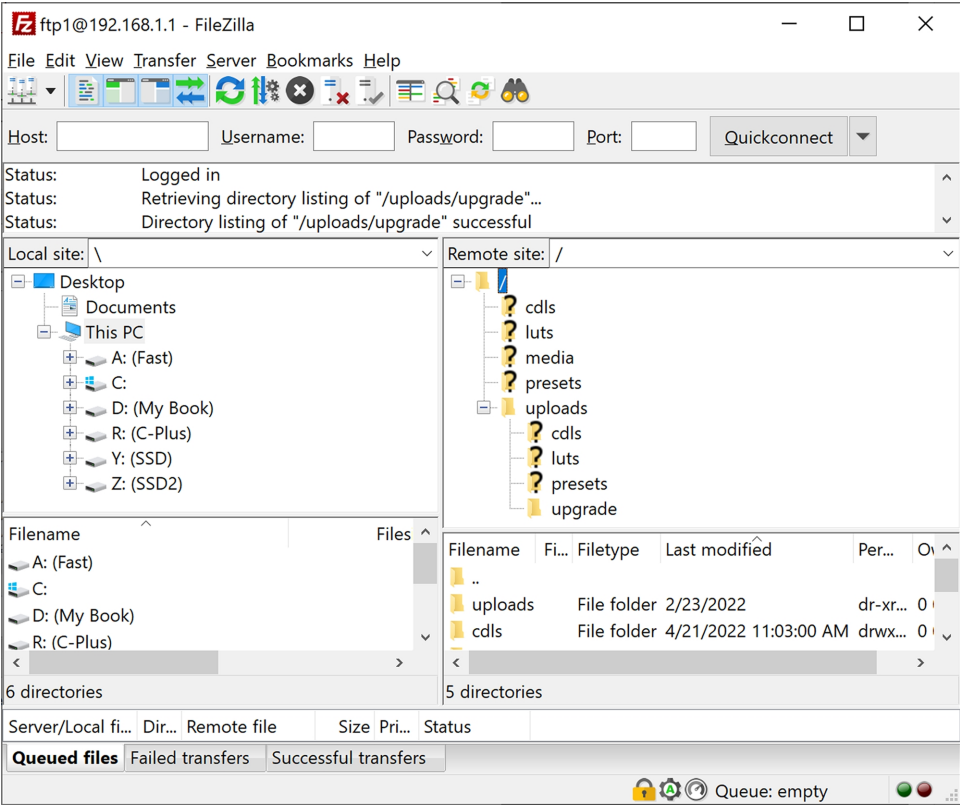 ftp1@192.168.1.1 - FileZilla
File Edit View Transfer Server Bookmarks Help
Host: Username: Password: Port: Quickconnect
Status: Logged in
Status: Retrieving directory listing of "/uploads/upgrade"...
Status: Directory listing of "/uploads/upgrade" successful
Local site: \
Desktop
Documents
This PC
A: (Fast)
C:
D: (My Book)
R: (C-Plus)
Y: (SSD)
Z: (SSD2)
Filename Files
A: (Fast)
C:
D: (My Book)
R: (C-Plus)
6 directories
Remote site: /
/
? cdls
? luts
? media
? presets
uploads
? cdls
? luts
? presets
upgrade
Filename Fi... Filetype Last modified Per... Ow
..
uploads File folder 2/23/2022 dr-xr... 0
cdls File folder 4/21/2022 11:03:00 AM drwx... 0
5 directories
Server/Local fi... Dir... Remote file Size Pri... Status
Queued files Failed transfers Successful transfers
Queue: empty